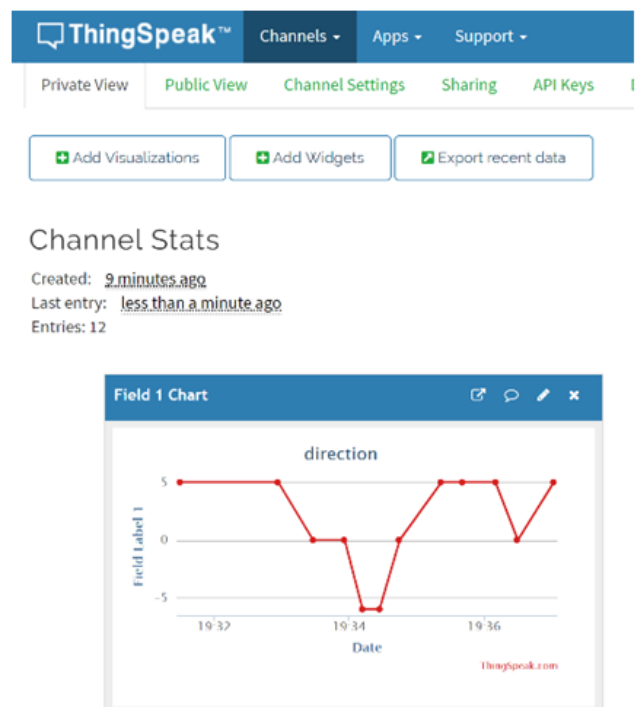 ThingSpeak™ Channels Apps Support
Private View Public View Channel Settings Sharing API Keys
Add Visualizations Add Widgets Export recent data
Channel Stats
Created: 9 minutes ago
Last entry: less than a minute ago
Entries: 12
Field 1 Chart
direction
Field Label 1
5
0
-5
19:32 19:34 19:36
Date
ThingSpeak.com